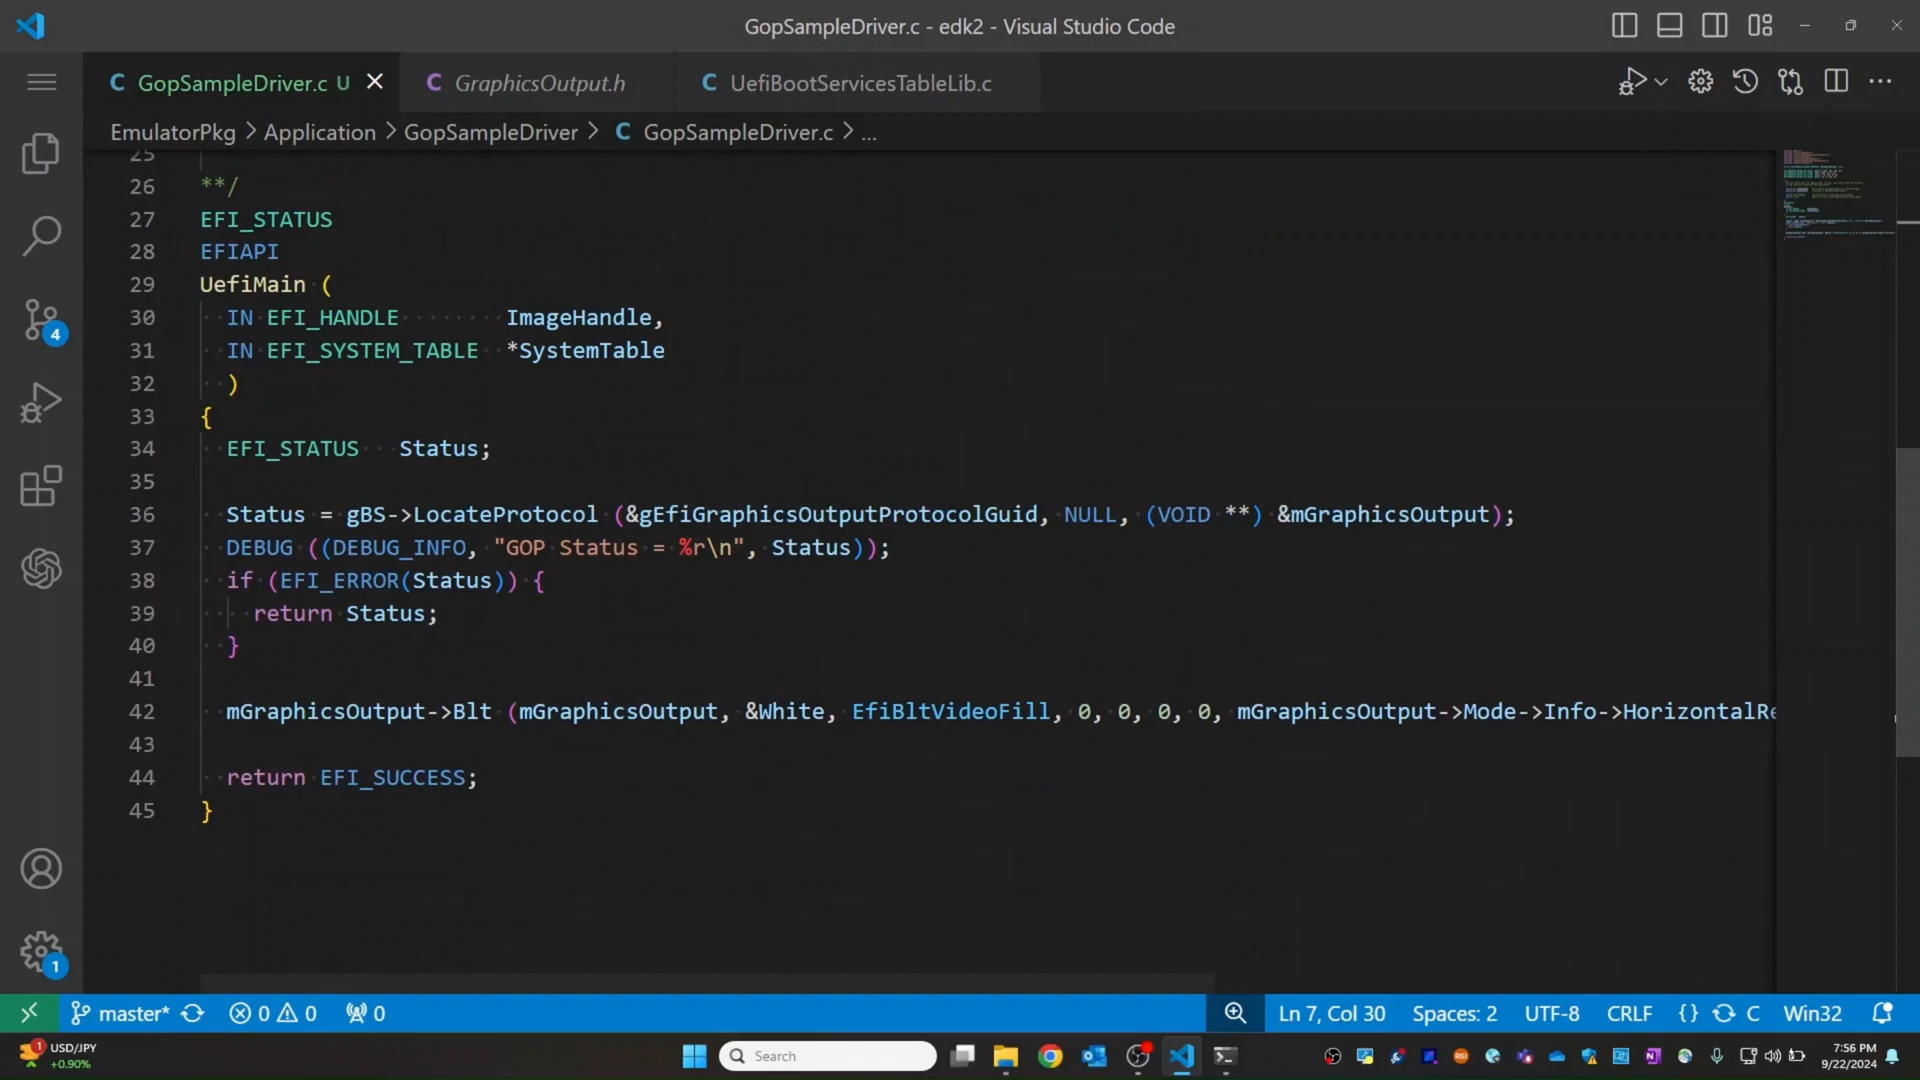 GopSampleDriver.c - edk2 - Visual Studio Code
GopSampleDriver.c U
GraphicsOutput.h
UefiBootServicesTableLib.c
EmulatorPkg > Application > GopSampleDriver > C GopSampleDriver.c > ...
25
26 **/
27 EFI_STATUS
28 EFIAPI
29 UefiMain (
30 IN EFI_HANDLE ImageHandle,
31 IN EFI_SYSTEM_TABLE *SystemTable
32 )
33 {
34 EFI_STATUS Status;
35
36 Status = gBS->LocateProtocol (&gEfiGraphicsOutputProtocolGuid, NULL, (VOID **) &mGraphicsOutput);
37 DEBUG ((DEBUG_INFO, "GOP Status = %r\n", Status));
38 if (EFI_ERROR(Status)) {
39 return Status;
40 }
41
42 mGraphicsOutput->Blt (mGraphicsOutput, &White, EfiBltVideoFill, 0, 0, 0, 0, mGraphicsOutput->Mode->Info->HorizontalRe
43
44 return EFI_SUCCESS;
45 }
4
1
master* 0 0 0 Ln 7, Col 30 Spaces: 2 UTF-8 CRLF {} C Win32
1 USD/JPY
+0.90%
Search
7:56 PM
9/22/2024